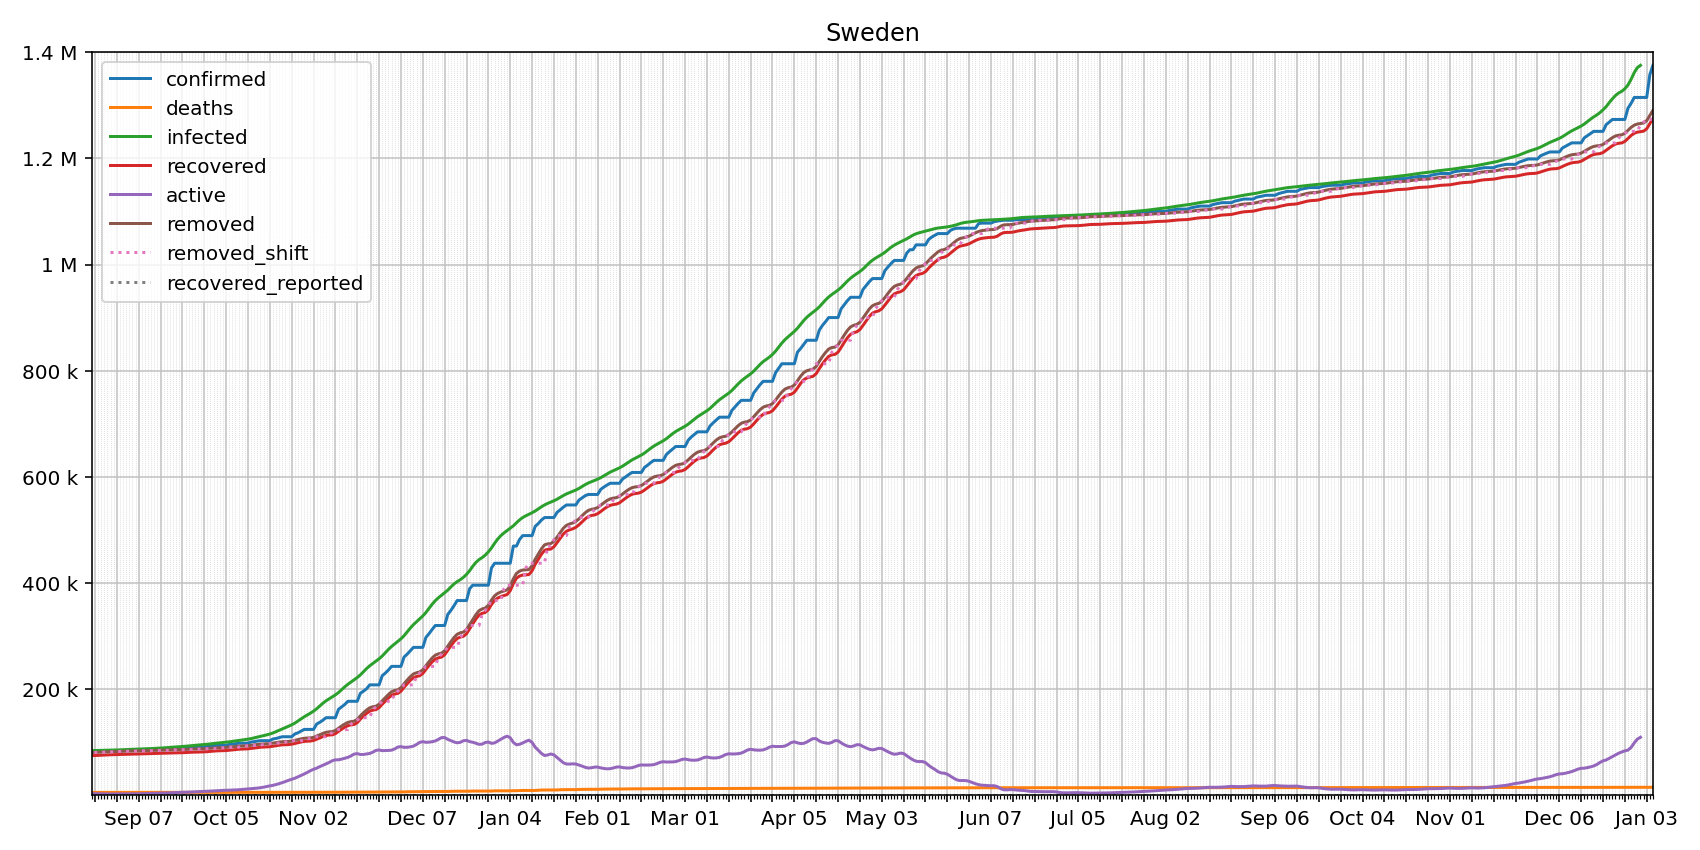 Sweden
1.4 M
1.2 M
1 M
800 k
600 k
400 k
200 k
confirmed
deaths
infected
recovered
active
removed
removed_shift
recovered_reported
Sep 07 Oct 05 Nov 02 Dec 07 Jan 04 Feb 01 Mar 01 Apr 05 May 03 Jun 07 Jul 05 Aug 02 Sep 06 Oct 04 Nov 01 Dec 06 Jan 03